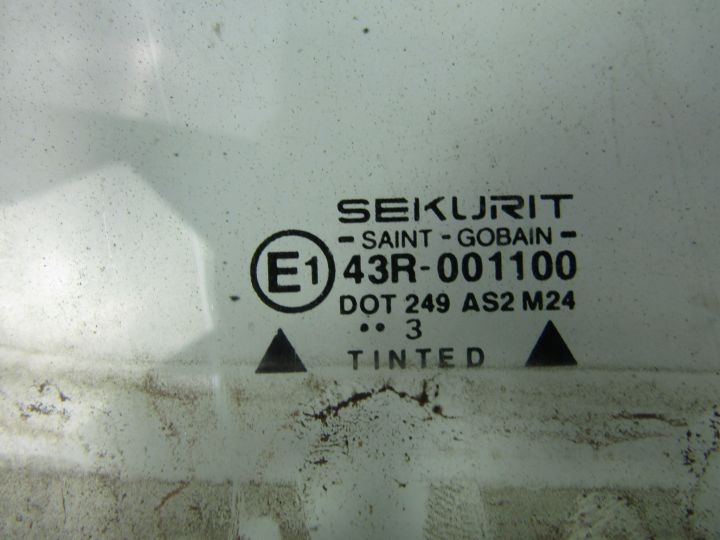 SEKURIT
- SAINT - GOBAIN -
E1 43R-001100
DOT 249 AS2 M24
•• 3
TINTED